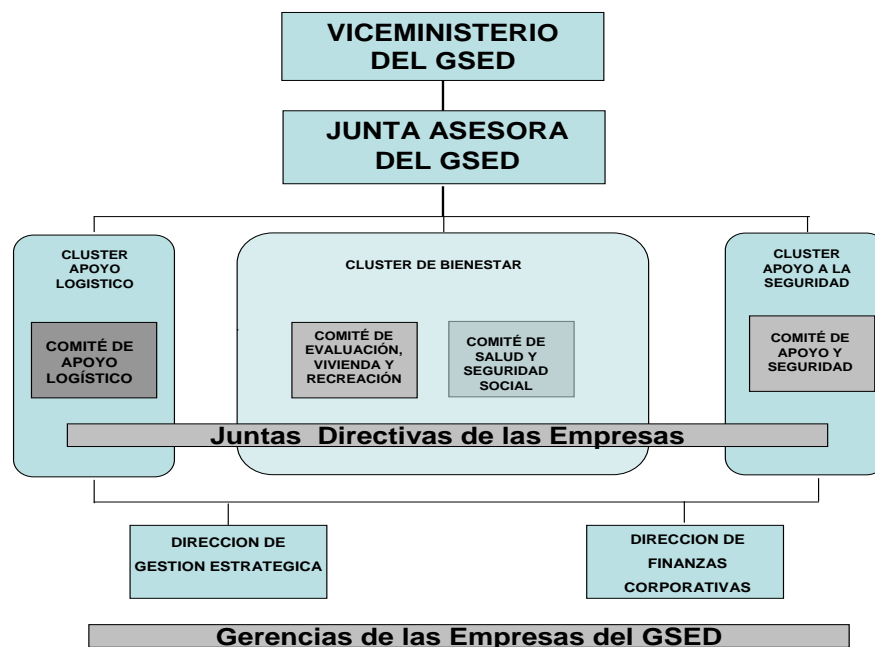 VICEMINISTERIO
DEL GSED
JUNTA ASESORA
DEL GSED
CLUSTER
APOYO
LOGISTICO
COMITÉ DE
APOYO
LOGÍSTICO
CLUSTER DE BIENESTAR
COMITÉ DE
EVALUACIÓN,
VIVIENDA Y
RECREACIÓN
COMITÉ DE
SALUD Y
SEGURIDAD
SOCIAL
CLUSTER
APOYO A LA
SEGURIDAD
COMITÉ DE
APOYO Y
SEGURIDAD
Juntas Directivas de las Empresas
DIRECCION DE
GESTION ESTRATEGICA
DIRECCION DE
FINANZAS
CORPORATIVAS
Gerencias de las Empresas del GSED